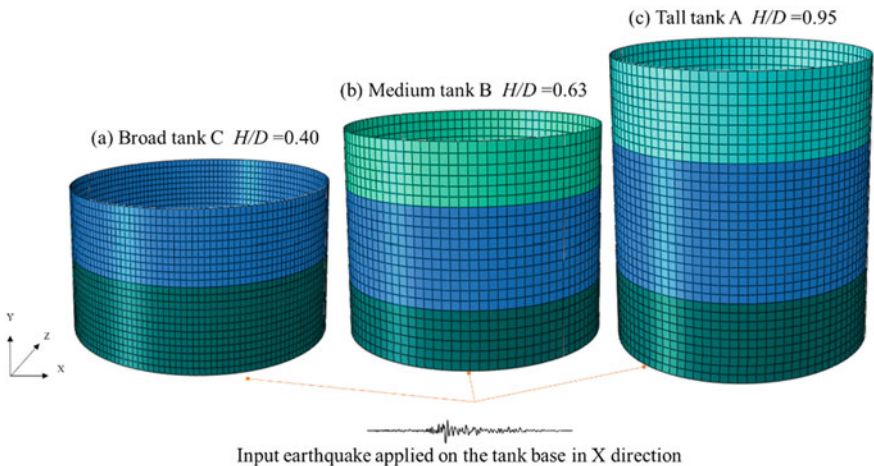 (c) Tall tank A H/D =0.95
(b) Medium tank B H/D =0.63
(a) Broad tank C H/D =0.40
Y
Z
X
Input earthquake applied on the tank base in X direction